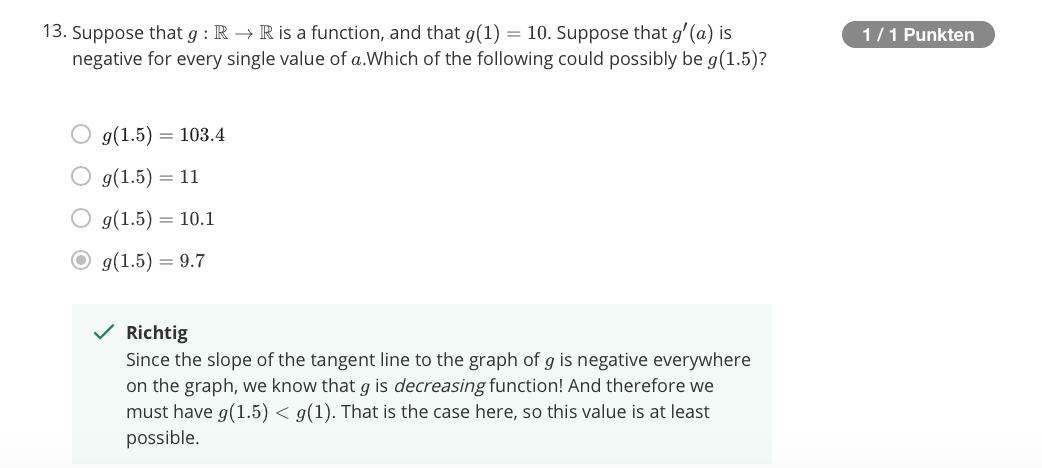 13. Suppose that g : ℝ → ℝ is a function, and that g(1) = 10. Suppose that g′(a) is
1 / 1 Punkten
negative for every single value of a.Which of the following could possibly be g(1.5)?
g(1.5) = 103.4
g(1.5) = 11
g(1.5) = 10.1
g(1.5) = 9.7
Richtig
Since the slope of the tangent line to the graph of g is negative everywhere
on the graph, we know that g is decreasing function! And therefore we
must have g(1.5) < g(1). That is the case here, so this value is at least
possible.